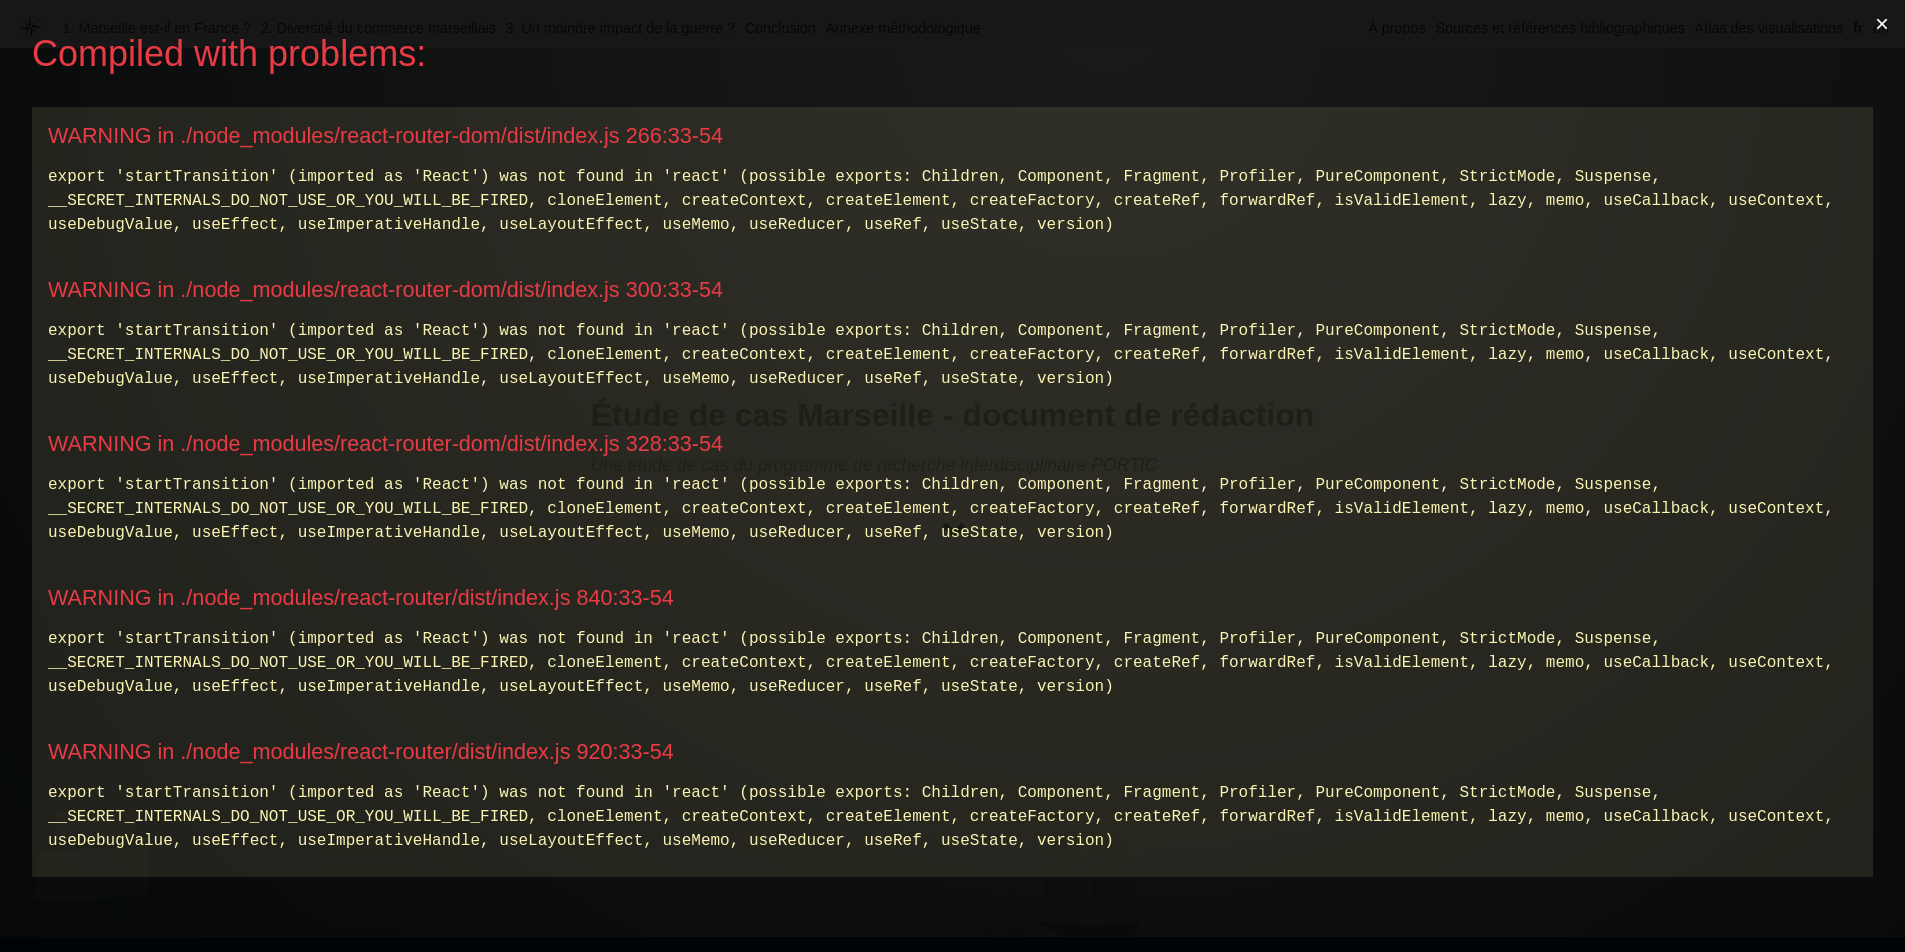 1. Marseille est-il en France ? 2. Diversité du commerce marseillais 3. Un moindre impact de la guerre ? Conclusion Annexe méthodologique À propos Sources et références bibliographiques Atlas des visualisations fr
×
Compiled with problems:
WARNING in ./node_modules/react-router-dom/dist/index.js 266:33-54
export 'startTransition' (imported as 'React') was not found in 'react' (possible exports: Children, Component, Fragment, Profiler, PureComponent, StrictMode, Suspense,
__SECRET_INTERNALS_DO_NOT_USE_OR_YOU_WILL_BE_FIRED, cloneElement, createContext, createElement, createFactory, createRef, forwardRef, isValidElement, lazy, memo, useCallback, useContext,
useDebugValue, useEffect, useImperativeHandle, useLayoutEffect, useMemo, useReducer, useRef, useState, version)
WARNING in ./node_modules/react-router-dom/dist/index.js 300:33-54
export 'startTransition' (imported as 'React') was not found in 'react' (possible exports: Children, Component, Fragment, Profiler, PureComponent, StrictMode, Suspense,
__SECRET_INTERNALS_DO_NOT_USE_OR_YOU_WILL_BE_FIRED, cloneElement, createContext, createElement, createFactory, createRef, forwardRef, isValidElement, lazy, memo, useCallback, useContext,
useDebugValue, useEffect, useImperativeHandle, useLayoutEffect, useMemo, useReducer, useRef, useState, version)
Étude de cas Marseille - document de rédaction
WARNING in ./node_modules/react-router-dom/dist/index.js 328:33-54
Une étude de cas du programme de recherche interdisciplinaire PORTIC
export 'startTransition' (imported as 'React') was not found in 'react' (possible exports: Children, Component, Fragment, Profiler, PureComponent, StrictMode, Suspense,
__SECRET_INTERNALS_DO_NOT_USE_OR_YOU_WILL_BE_FIRED, cloneElement, createContext, createElement, createFactory, createRef, forwardRef, isValidElement, lazy, memo, useCallback, useContext,
useDebugValue, useEffect, useImperativeHandle, useLayoutEffect, useMemo, useReducer, useRef, useState, version)
WARNING in ./node_modules/react-router/dist/index.js 840:33-54
export 'startTransition' (imported as 'React') was not found in 'react' (possible exports: Children, Component, Fragment, Profiler, PureComponent, StrictMode, Suspense,
__SECRET_INTERNALS_DO_NOT_USE_OR_YOU_WILL_BE_FIRED, cloneElement, createContext, createElement, createFactory, createRef, forwardRef, isValidElement, lazy, memo, useCallback, useContext,
useDebugValue, useEffect, useImperativeHandle, useLayoutEffect, useMemo, useReducer, useRef, useState, version)
WARNING in ./node_modules/react-router/dist/index.js 920:33-54
export 'startTransition' (imported as 'React') was not found in 'react' (possible exports: Children, Component, Fragment, Profiler, PureComponent, StrictMode, Suspense,
__SECRET_INTERNALS_DO_NOT_USE_OR_YOU_WILL_BE_FIRED, cloneElement, createContext, createElement, createFactory, createRef, forwardRef, isValidElement, lazy, memo, useCallback, useContext,
useDebugValue, useEffect, useImperativeHandle, useLayoutEffect, useMemo, useReducer, useRef, useState, version)